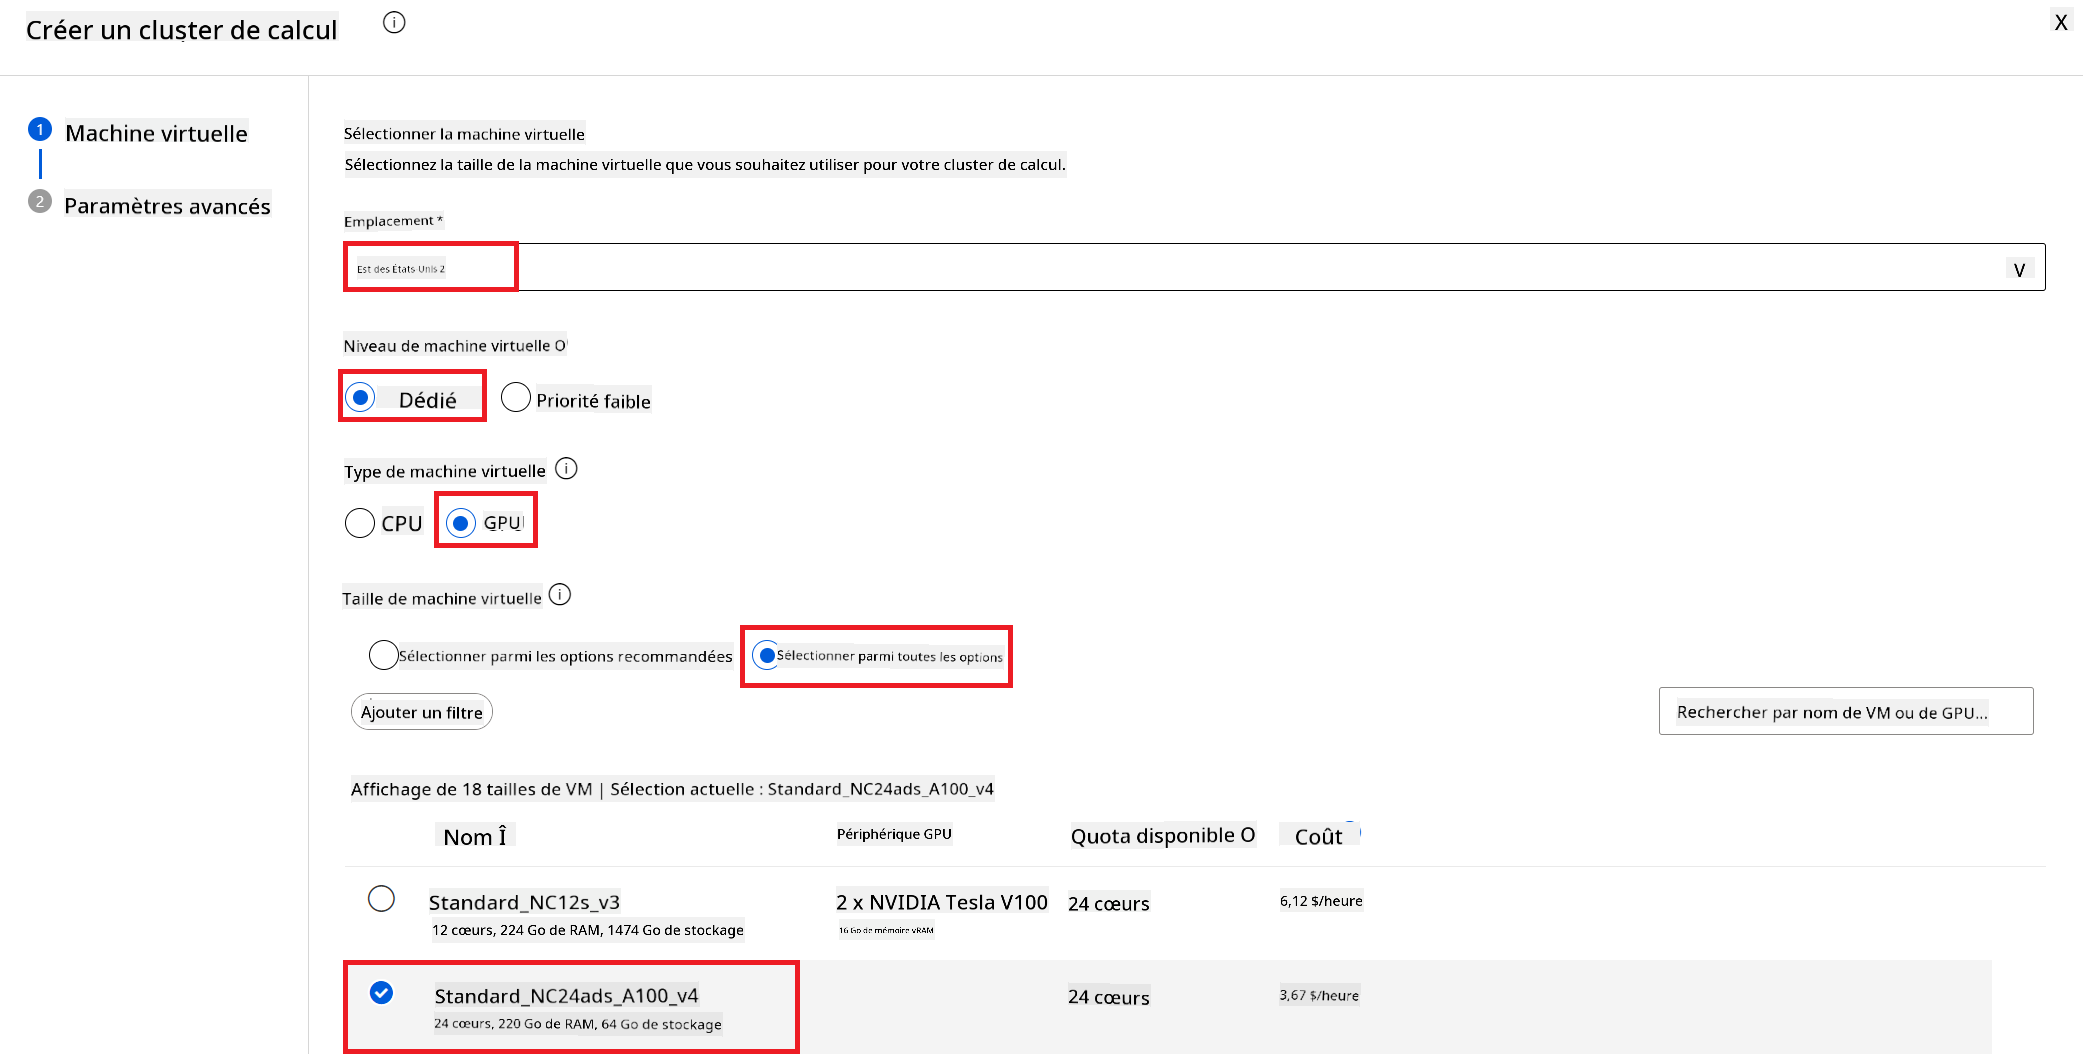 Créer un cluster de calcul
X
1 Machine virtuelle
2 Paramètres avancés
Sélectionner la machine virtuelle
Sélectionnez la taille de la machine virtuelle que vous souhaitez utiliser pour votre cluster de calcul.
Emplacement *
Est des États-Unis 2
V
Niveau de machine virtuelle O
Dédié Priorité faible
Type de machine virtuelle
CPU GPU
Taille de machine virtuelle
Sélectionner parmi les options recommandées Sélectionner parmi toutes les options
Ajouter un filtre Rechercher par nom de VM ou de GPU...
Affichage de 18 tailles de VM | Sélection actuelle : Standard_NC24ads_A100_v4
Nom Î Périphérique GPU Quota disponible O Coût
Standard_NC12s_v3 2 x NVIDIA Tesla V100 24 cœurs 6,12 $/heure
12 cœurs, 224 Go de RAM, 1474 Go de stockage 16 Go de mémoire vRAM
Standard_NC24ads_A100_v4 24 cœurs 3,67 $/heure
24 cœurs, 220 Go de RAM, 64 Go de stockage